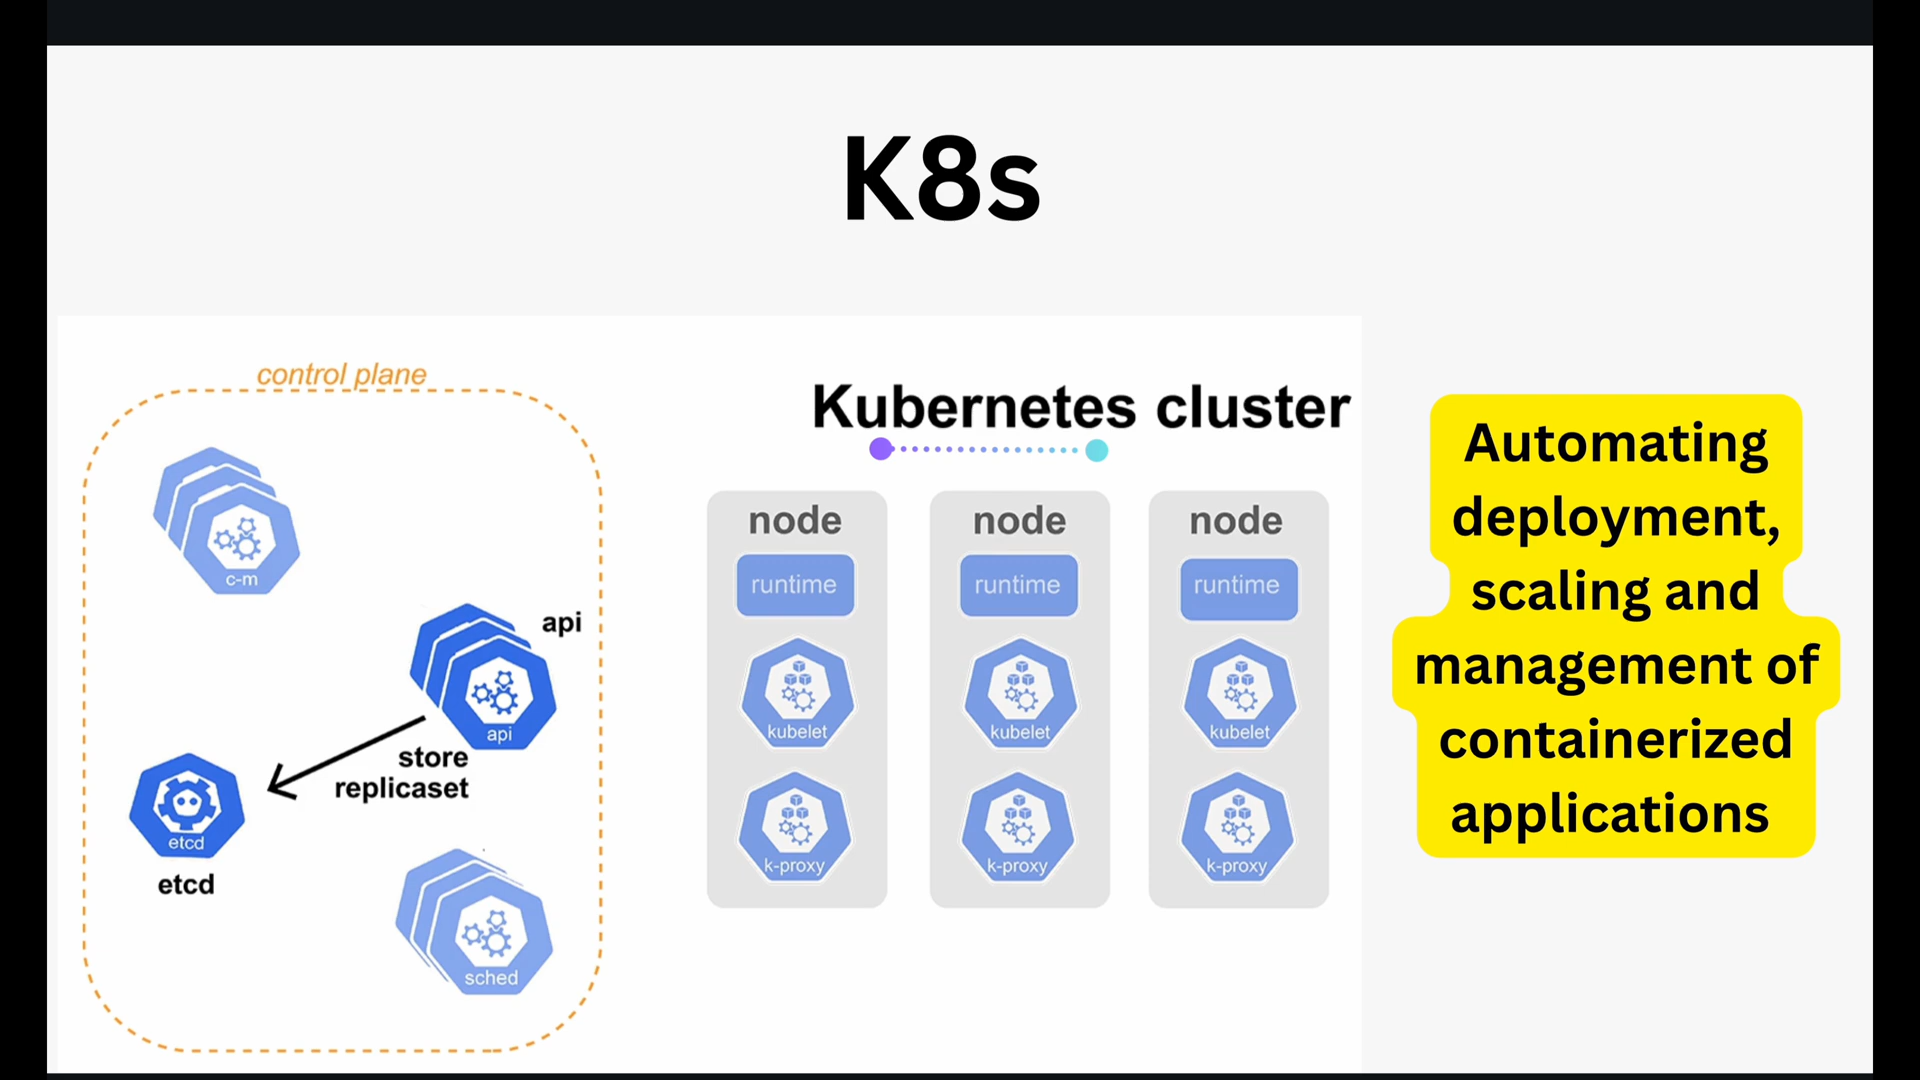 K8s
control plane
c-m
api
api
store
replicaset
etcd
etcd
sched
Kubernetes cluster
node
runtime
kubelet
k-proxy
node
runtime
kubelet
k-proxy
node
runtime
kubelet
k-proxy
Automating
deployment,
scaling and
management of
containerized
applications